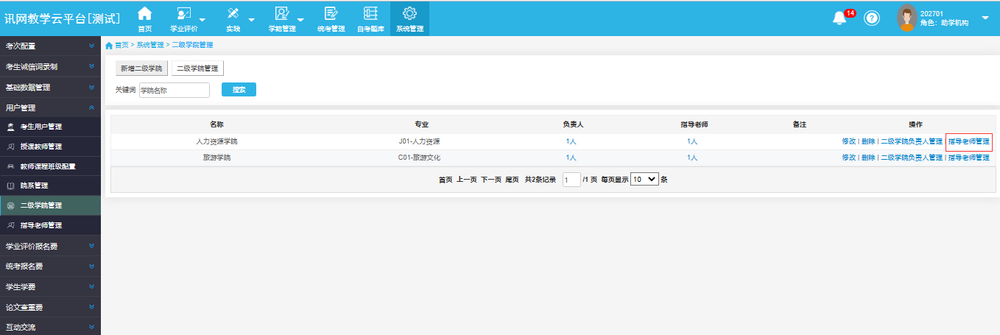 讯网教学云平台[测试]
首页
学业评价
实践
学籍管理
统考管理
自考题库
系统管理
14
202701
角色: 助学机构
考次配置
考生诚信词录制
基础数据管理
用户管理
考生用户管理
授课教师管理
教师课程班级配置
院系管理
二级学院管理
指导老师管理
学业评价报名费
统考报名费
学生学费
论文查重费
互动交流
首页 > 系统管理 > 二级学院管理
新增二级学院 二级学院管理
关键词 学院名称 搜索
名称 专业 负责人 指导老师 备注 操作
人力资源学院 J01-人力资源 1人 1人 修改 | 删除 | 二级学院负责人管理 | 指导老师管理
旅游学院 C01-旅游文化 1人 1人 修改 | 删除 | 二级学院负责人管理 | 指导老师管理
首页 上一页 下一页 尾页 共2条记录 1 /1 页 每页显示 10 条